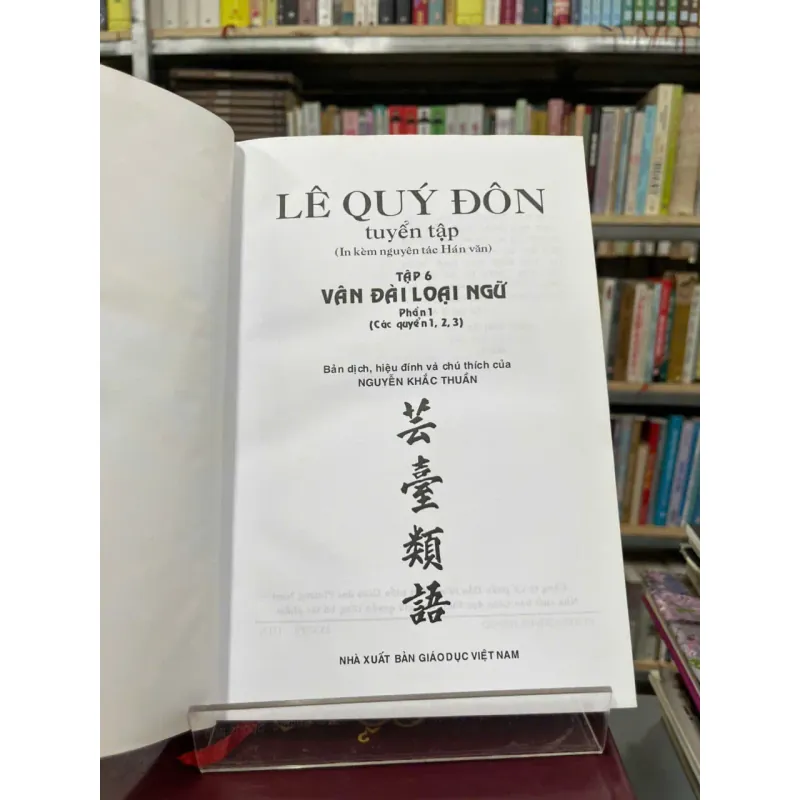 LÊ QUÝ ĐÔN
tuyển tập
(In kèm nguyên tác Hán văn)
TẬP 6
VÂN ĐÀI LOẠI NGỮ
Phần 1
(Các quyển 1, 2, 3)
Bản dịch, hiệu đính và chú thích của
NGUYỄN KHẮC THUẦN
芸
臺
類
語
NHÀ XUẤT BẢN GIÁO DỤC VIỆT NAM